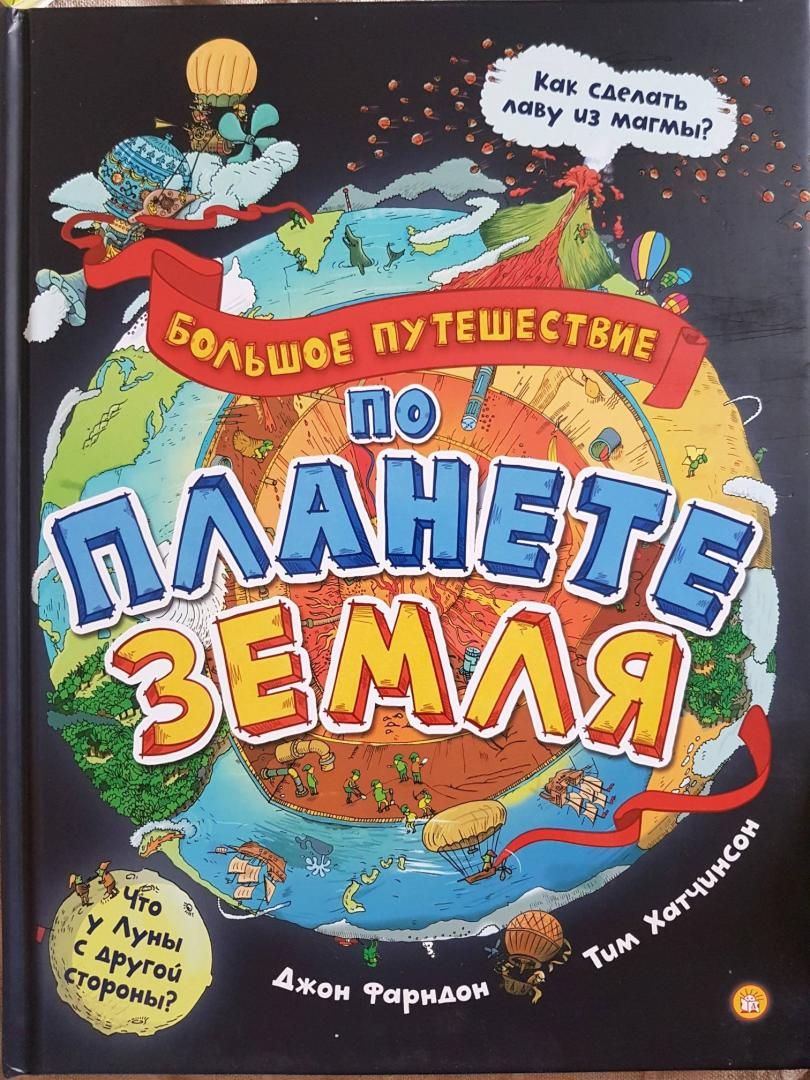 Как сделать
лаву из магмы?
БОЛЬШОЕ ПУТЕШЕСТВИЕ
ПО
ПЛАНЕТЕ
ЗЕМЛЯ
Что
у Луны
с другой
стороны?
Джон Фарндон
Тим Хатчинсон